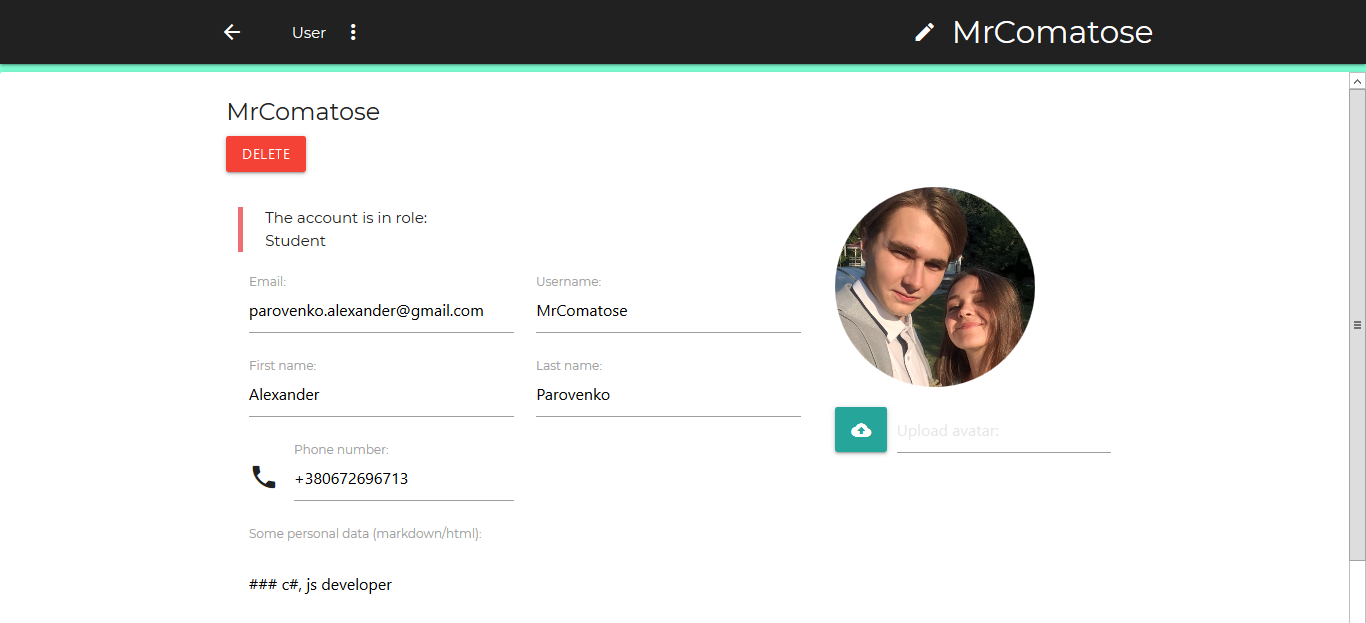 User
MrComatose
MrComatose
DELETE
The account is in role:
Student
Email:
Username:
parovenko.alexander@gmail.com
MrComatose
First name:
Last name:
Alexander
Parovenko
Upload avatar:
Phone number:
+380672696713
Some personal data (markdown/html):
### c#, js developer